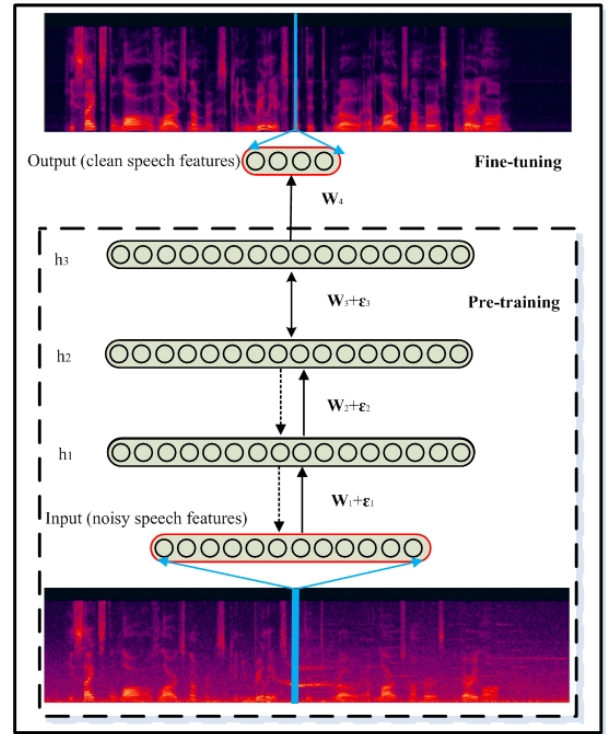 Output (clean speech features)
Fine-tuning
W₄
h₃
W₃+ε₃
Pre-training
h₂
W₂+ε₂
h₁
W₁+ε₁
Input (noisy speech features)